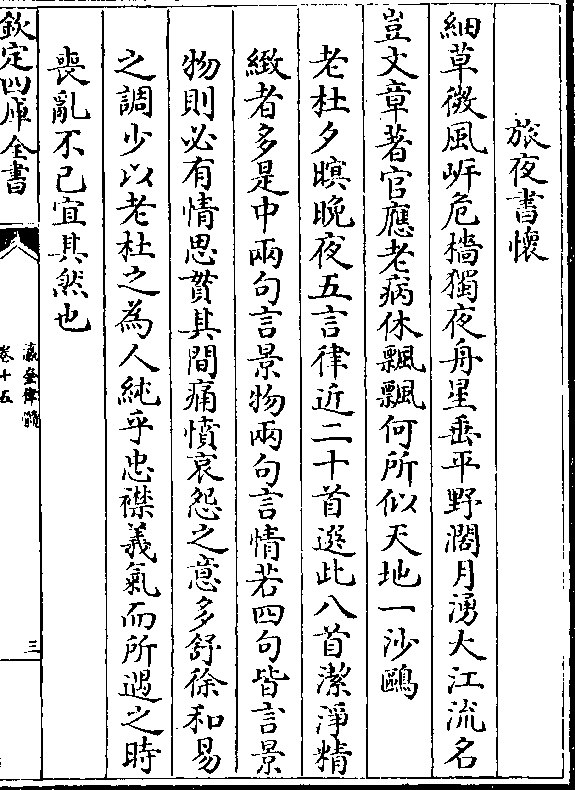 旅夜書懷
細草微風岍危檣獨夜舟星垂平野濶月湧大江流名
豈文章著官應老病休飄飄何所似天地一沙鷗
老杜夕暝晚夜五言律近二十首選此八首潔淨精
緻者多是中兩句言景物兩句言情若四句皆言景
物則必有情思貫其間痛憤哀怨之意多舒徐和易
之調少以老杜之為人純乎忠襟義氣而所遇之時
喪亂不已宜其然也
欽定四庫全書
瀛奎律髓
卷十五
三